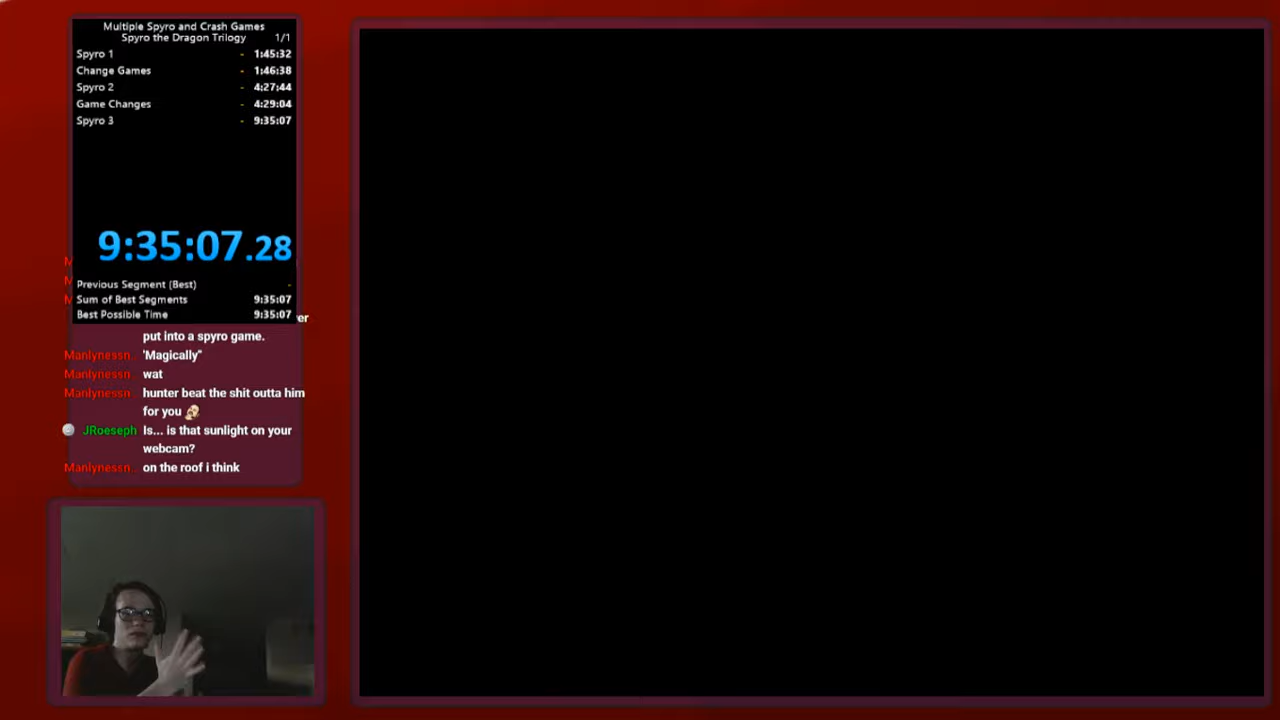 Multiple Spyro and Crash Games
Spyro the Dragon Trilogy 1/1
Spyro 1 - 1:45:32
Change Games - 1:46:38
Spyro 2 - 4:27:44
Game Changes - 4:29:04
Spyro 3 - 9:35:07
9:35:07.28
Previous Segment (Best) -
Sum of Best Segments 9:35:07
Best Possible Time 9:35:07
er
put into a spyro game.
Manlynessn.. 'Magically"
Manlynessn.. wat
Manlynessn.. hunter beat the shit outta him
for you
JRoeseph Is... is that sunlight on your
webcam?
Manlynessn.. on the roof i think